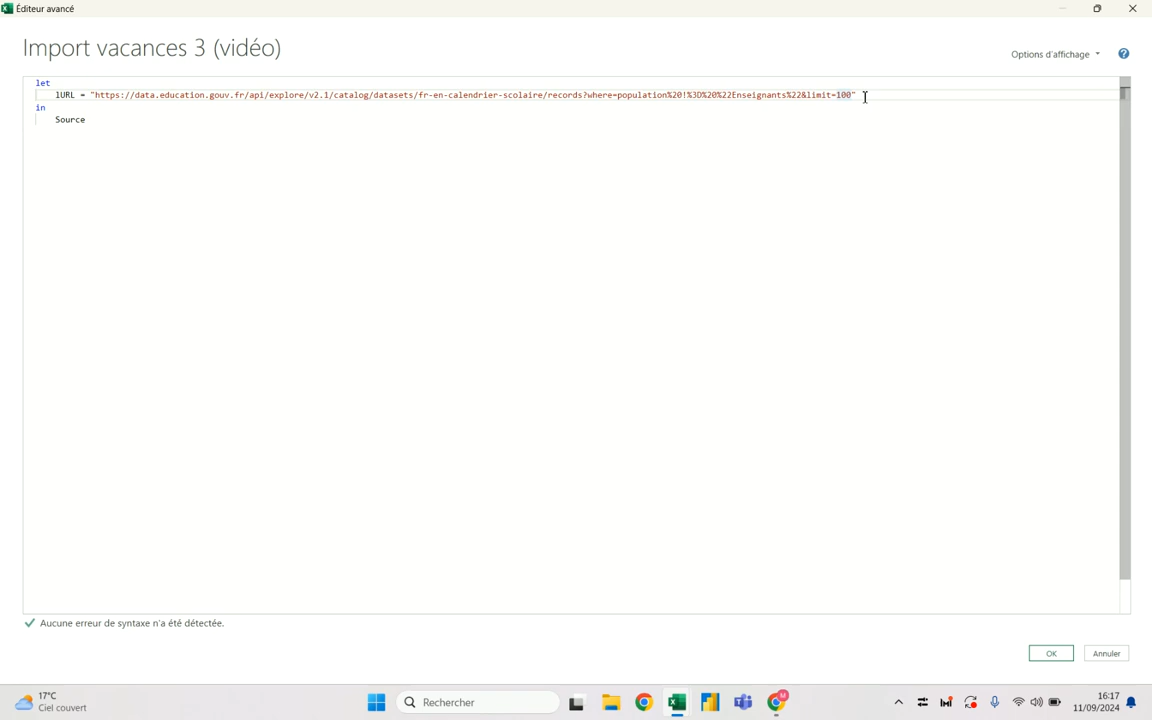 Éditeur avancé
Import vacances 3 (vidéo)
Options d'affichage
?
let
lURL = "https://data.education.gouv.fr/api/explore/v2.1/catalog/datasets/fr-en-calendrier-scolaire/records?where=population%20!%3D%20%22Enseignants%22&limit=100"
in
Source
Aucune erreur de syntaxe n'a été détectée.
OK
Annuler
17°C
Ciel couvert
Rechercher
16:17
11/09/2024